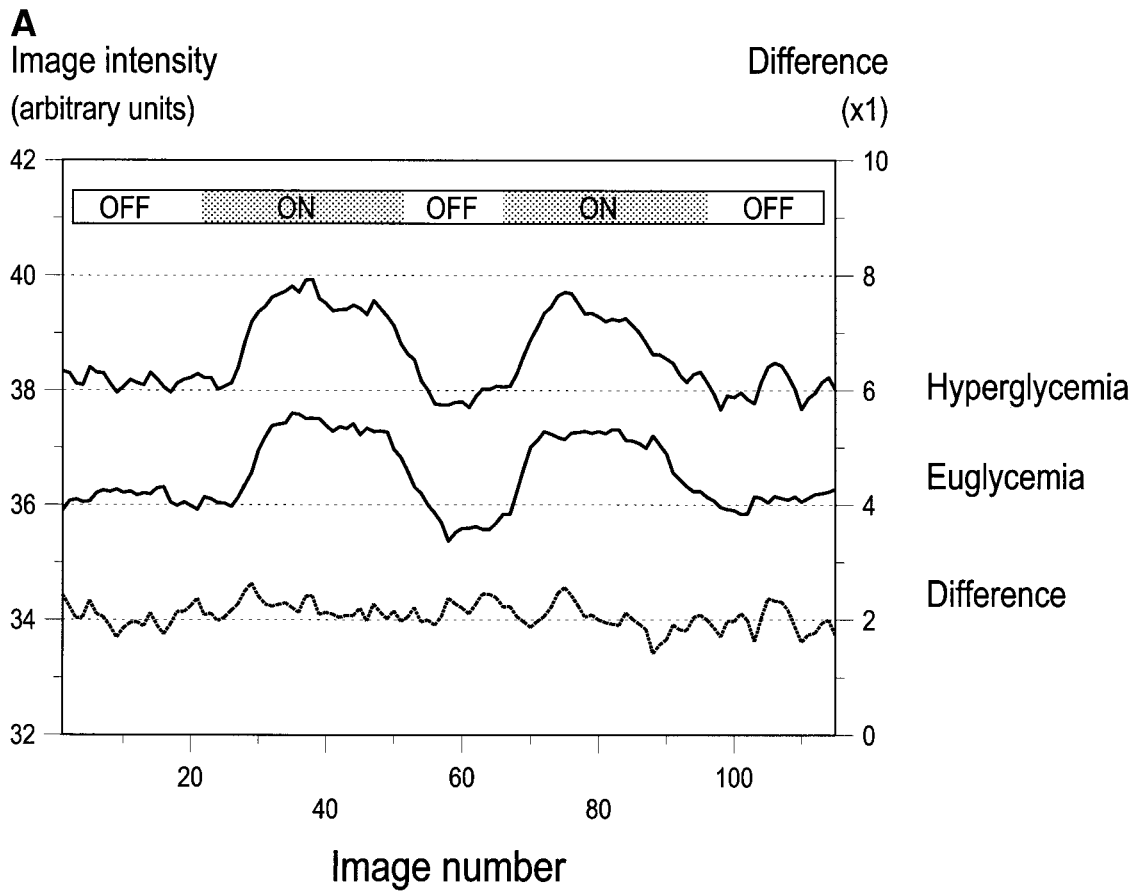 A
Image intensity
(arbitrary units)
Difference
(x1)
42
40
38
36
34
32
10
8
6
4
2
0
OFF ON OFF ON OFF
Hyperglycemia
Euglycemia
Difference
20 60 100
40 80
Image number